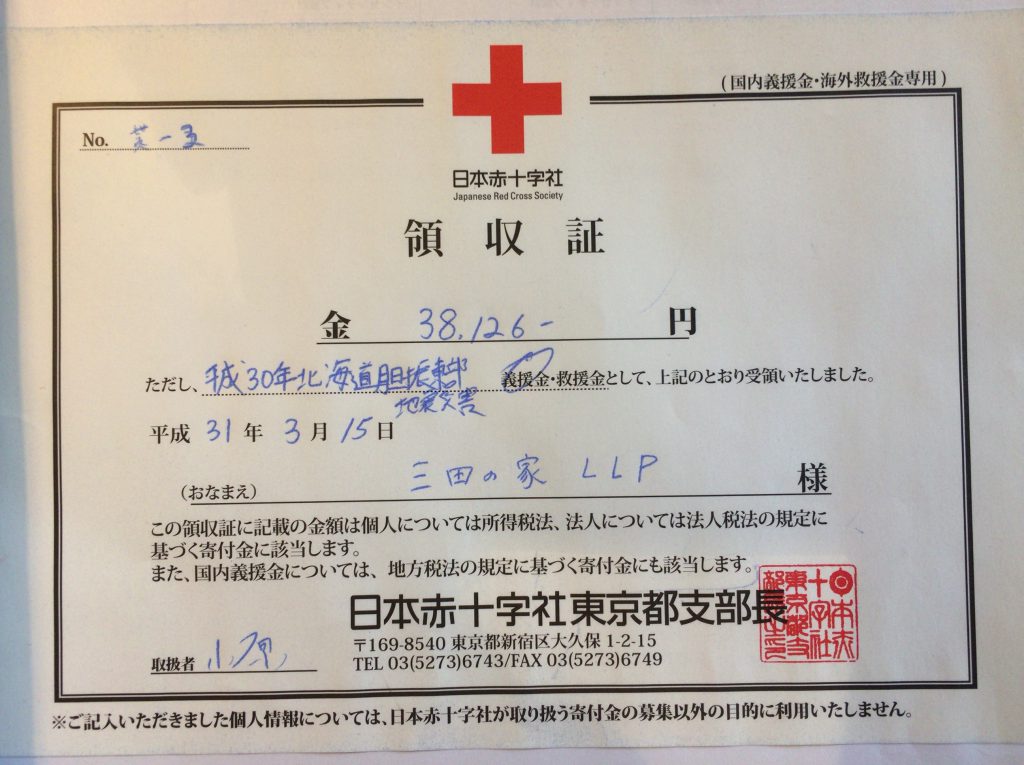 (国内義援金・海外救援金専用)
No.
日本赤十字社
Japanese Red Cross Society
領収証
金 38,126- 円
ただし、平成30年北海道胆振東部 義援金・救援金として、上記のとおり受領いたしました。
地震災害
平成 31 年 3 月 15 日
(おなまえ) 三田の家 LLP 様
この領収証に記載の金額は個人については所得税法、法人については法人税法の規定に
基づく寄付金に該当します。
また、国内義援金については、地方税法の規定に基づく寄付金にも該当します。
日本赤十字社東京都支部長
〒169-8540 東京都新宿区大久保 1-2-15
取扱者 小原
TEL 03(5273)6743/FAX 03(5273)6749
※ご記入いただきました個人情報については、日本赤十字社が取り扱う寄付金の募集以外の目的に利用いたしません。